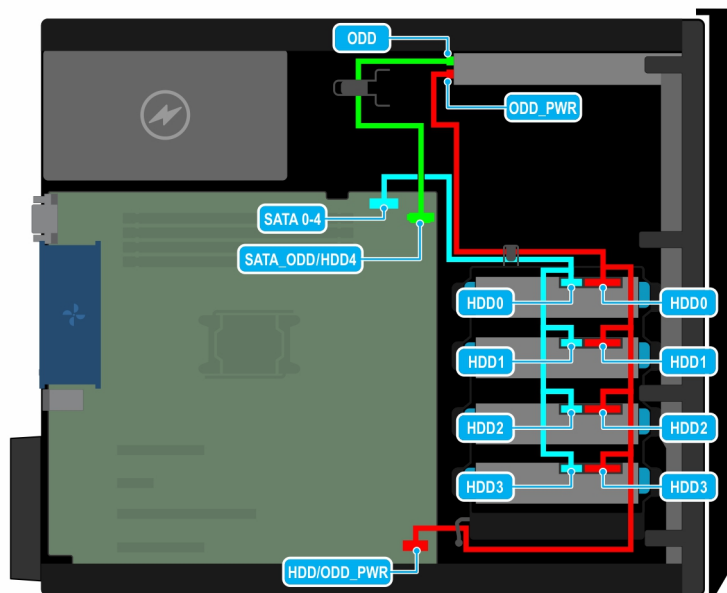 ODD
ODD_PWR
SATA 0-4
SATA_ODD/HDD4
HDD0
HDD0
HDD1
HDD1
HDD2
HDD2
HDD3
HDD3
HDD/ODD_PWR